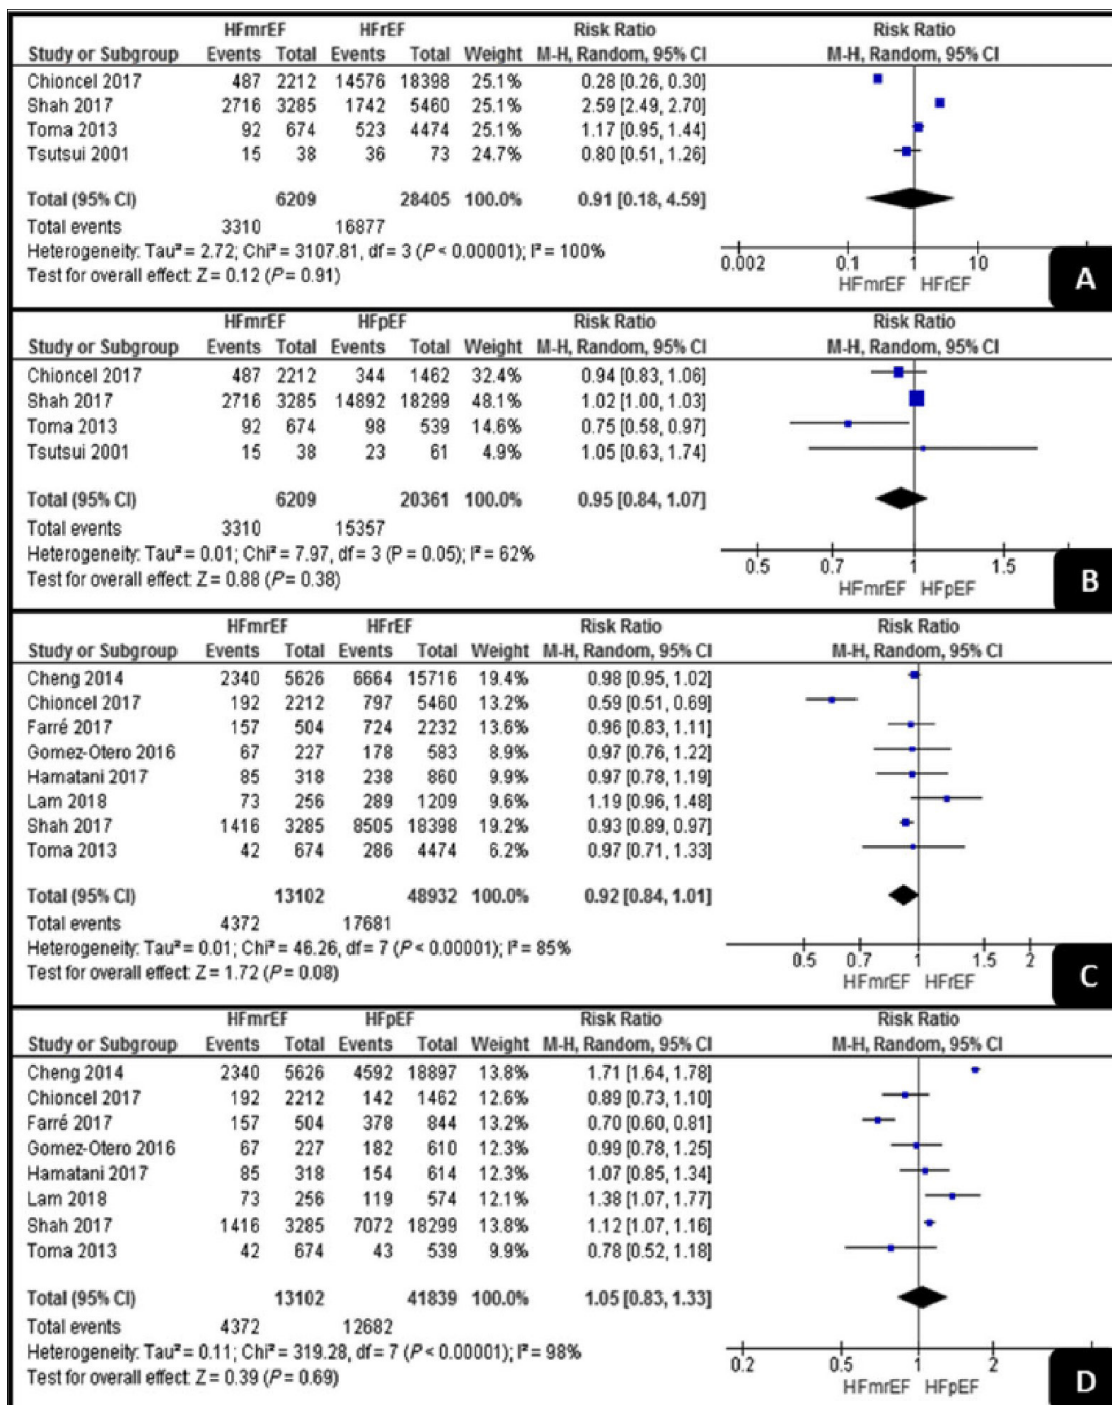 HFmrEF HFrEF Risk Ratio Risk Ratio
Study or Subgroup Events Total Events Total Weight M-H, Random, 95% CI M-H, Random, 95% CI
Chioncel 2017 487 2212 14576 18398 25.1% 0.28 [0.26, 0.30]
Shah 2017 2716 3285 1742 5460 25.1% 2.59 [2.49, 2.70]
Toma 2013 92 674 523 4474 25.1% 1.17 [0.95, 1.44]
Tsutsui 2001 15 38 36 73 24.7% 0.80 [0.51, 1.26]
Total (95% CI) 6209 28405 100.0% 0.91 [0.18, 4.59]
Total events 3310 16877
Heterogeneity: Tau² = 2.72; Chi² = 3107.81, df = 3 (P < 0.00001); I² = 100%
Test for overall effect: Z = 0.12 (P = 0.91)
0.002 0.1 1 10
HFmrEF HFrEF
A
HFmrEF HFpEF Risk Ratio Risk Ratio
Study or Subgroup Events Total Events Total Weight M-H, Random, 95% CI M-H, Random, 95% CI
Chioncel 2017 487 2212 344 1462 32.4% 0.94 [0.83, 1.06]
Shah 2017 2716 3285 14892 18299 48.1% 1.02 [1.00, 1.03]
Toma 2013 92 674 98 539 14.6% 0.75 [0.58, 0.97]
Tsutsui 2001 15 38 23 61 4.9% 1.05 [0.63, 1.74]
Total (95% CI) 6209 20361 100.0% 0.95 [0.84, 1.07]
Total events 3310 15357
Heterogeneity: Tau² = 0.01; Chi² = 7.97, df = 3 (P = 0.05); I² = 62%
Test for overall effect: Z = 0.88 (P = 0.38)
0.5 0.7 1 1.5
HFmrEF HFpEF
B
HFmrEF HFrEF Risk Ratio Risk Ratio
Study or Subgroup Events Total Events Total Weight M-H, Random, 95% CI M-H, Random, 95% CI
Cheng 2014 2340 5626 6664 15716 19.4% 0.98 [0.95, 1.02]
Chioncel 2017 192 2212 797 5460 13.2% 0.59 [0.51, 0.69]
Farré 2017 157 504 724 2232 13.6% 0.96 [0.83, 1.11]
Gomez-Otero 2016 67 227 178 583 8.9% 0.97 [0.76, 1.22]
Hamatani 2017 85 318 238 860 9.9% 0.97 [0.78, 1.19]
Lam 2018 73 256 289 1209 9.6% 1.19 [0.96, 1.48]
Shah 2017 1416 3285 8505 18398 19.2% 0.93 [0.89, 0.97]
Toma 2013 42 674 286 4474 6.2% 0.97 [0.71, 1.33]
Total (95% CI) 13102 48932 100.0% 0.92 [0.84, 1.01]
Total events 4372 17681
Heterogeneity: Tau² = 0.01; Chi² = 46.26, df = 7 (P < 0.00001); I² = 85%
Test for overall effect: Z = 1.72 (P = 0.08)
0.5 0.7 1 1.5 2
HFmrEF HFrEF
C
HFmrEF HFpEF Risk Ratio Risk Ratio
Study or Subgroup Events Total Events Total Weight M-H, Random, 95% CI M-H, Random, 95% CI
Cheng 2014 2340 5626 4592 18897 13.8% 1.71 [1.64, 1.78]
Chioncel 2017 192 2212 142 1462 12.6% 0.89 [0.73, 1.10]
Farré 2017 157 504 378 844 13.2% 0.70 [0.60, 0.81]
Gomez-Otero 2016 67 227 182 610 12.3% 0.99 [0.78, 1.25]
Hamatani 2017 85 318 154 614 12.3% 1.07 [0.85, 1.34]
Lam 2018 73 256 119 574 12.1% 1.38 [1.07, 1.77]
Shah 2017 1416 3285 7072 18299 13.8% 1.12 [1.07, 1.16]
Toma 2013 42 674 43 539 9.9% 0.78 [0.52, 1.18]
Total (95% CI) 13102 41839 100.0% 1.05 [0.83, 1.33]
Total events 4372 12682
Heterogeneity: Tau² = 0.11; Chi² = 319.28, df = 7 (P < 0.00001); I² = 98%
Test for overall effect: Z = 0.39 (P = 0.69)
0.2 0.5 1 2
HFmrEF HFpEF
D